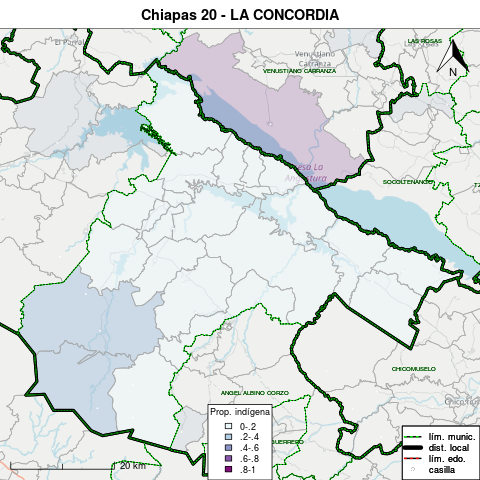 Chiapas 20 - LA CONCORDIA
LAS ROSAS
Las Rosas
El Parral
Venustiano
Carranza
VENUSTIANO CARRANZA
N
Presa La
SOCOLTENANGO
CHICOMUSELO
ANGEL ALBINO CORZO
Prop. indígena
0-.2
.2-.4
.4-.6
.6-.8
.8-1
lím. munic.
dist. local
lím. edo.
casilla
20 km